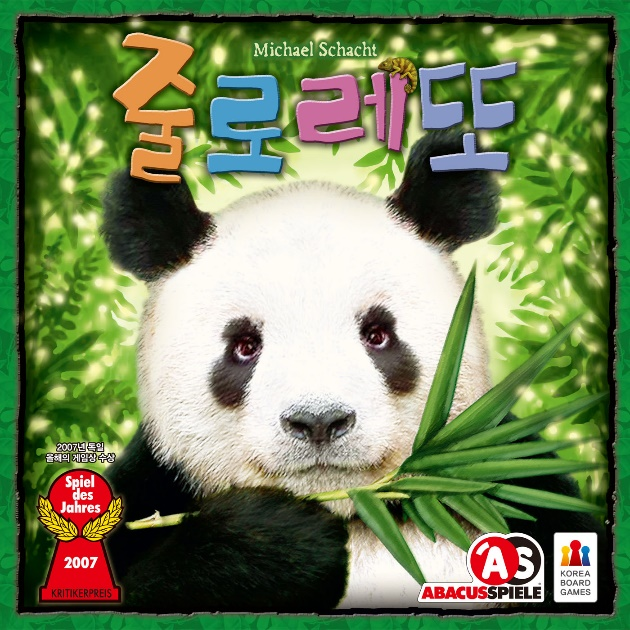 Michael Schacht
줄로레또
2007년 독일
올해의 게임상 수상
Spiel
des
Jahres
2007
KRITIKERPREIS
AS
ABACUSSPIELE
KOREA
BOARD
GAMES